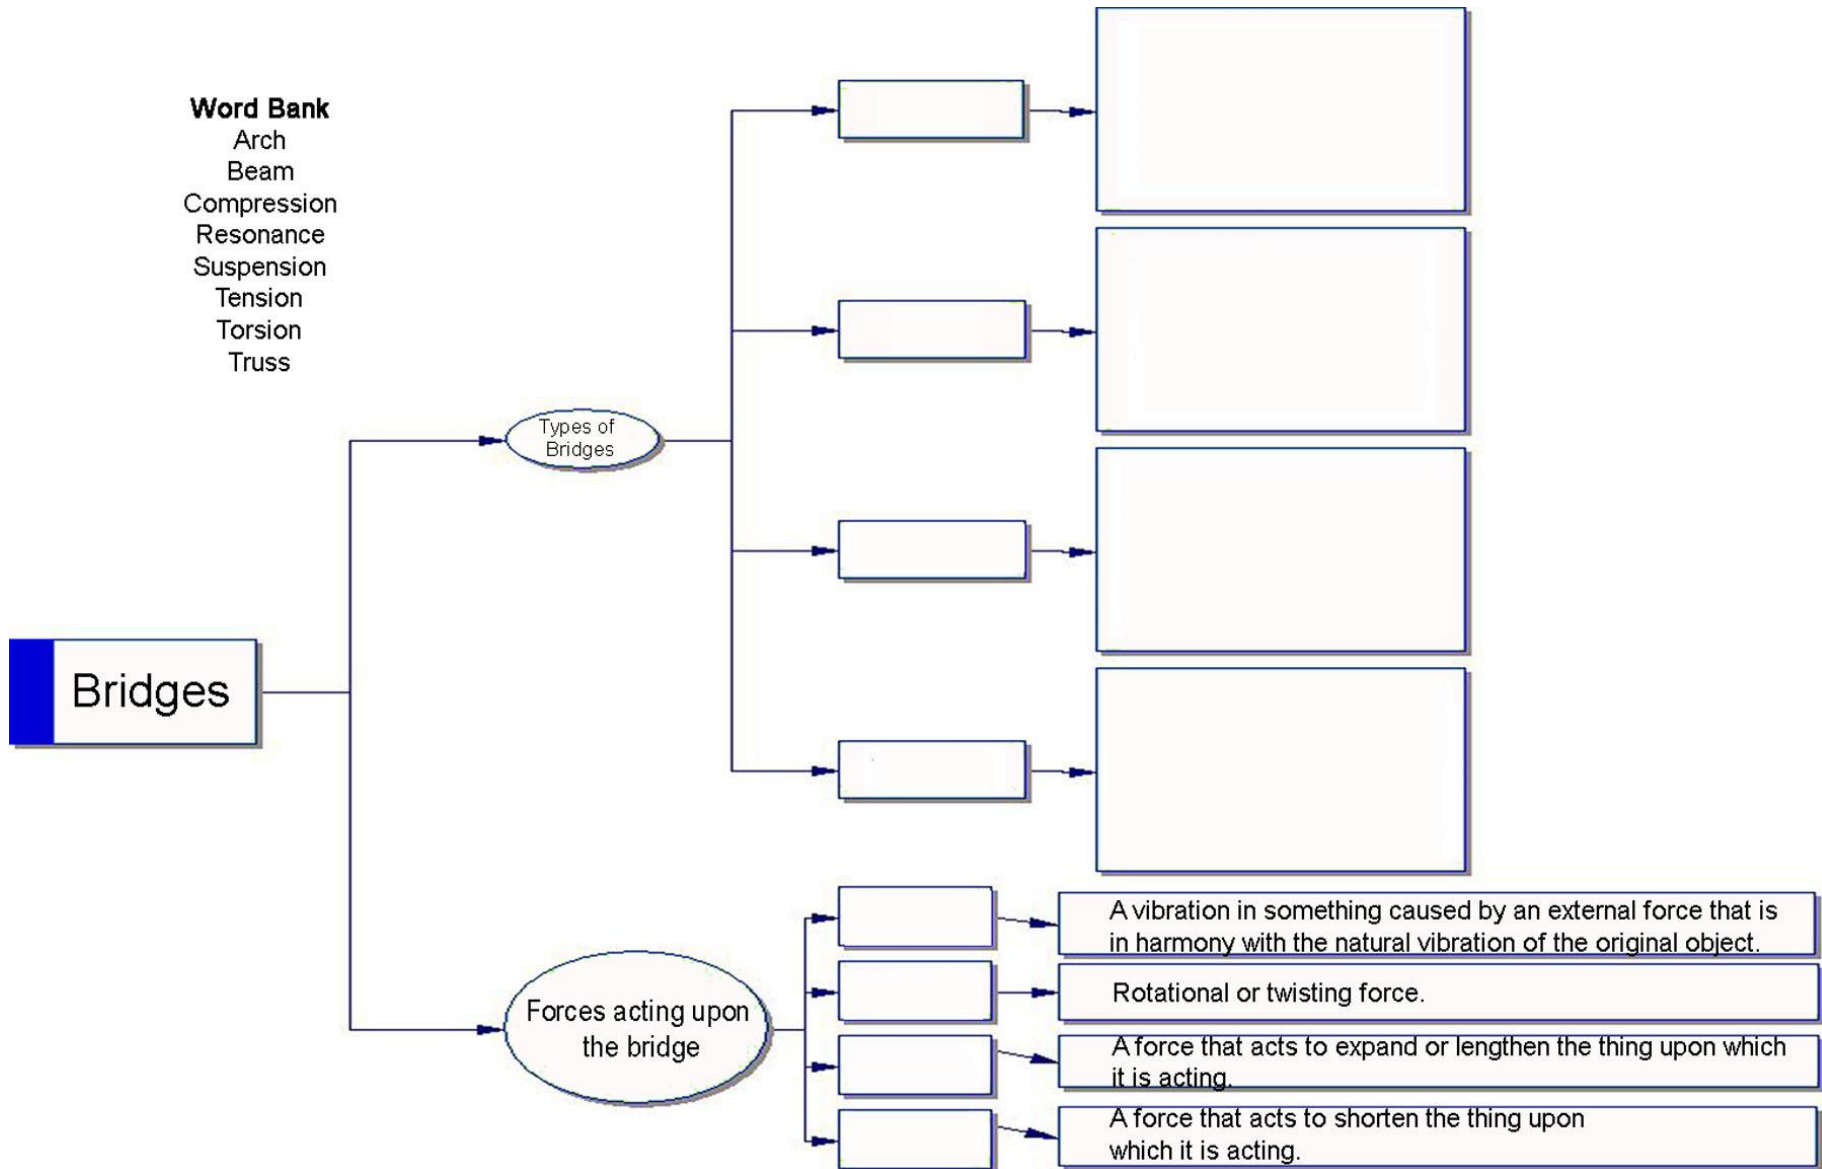 Word Bank
Arch
Beam
Compression
Resonance
Suspension
Tension
Torsion
Truss
Types of
Bridges
Bridges
Forces acting upon
the bridge
A vibration in something caused by an external force that is
in harmony with the natural vibration of the original object.
Rotational or twisting force.
A force that acts to expand or lengthen the thing upon which
it is acting.
A force that acts to shorten the thing upon
which it is acting.